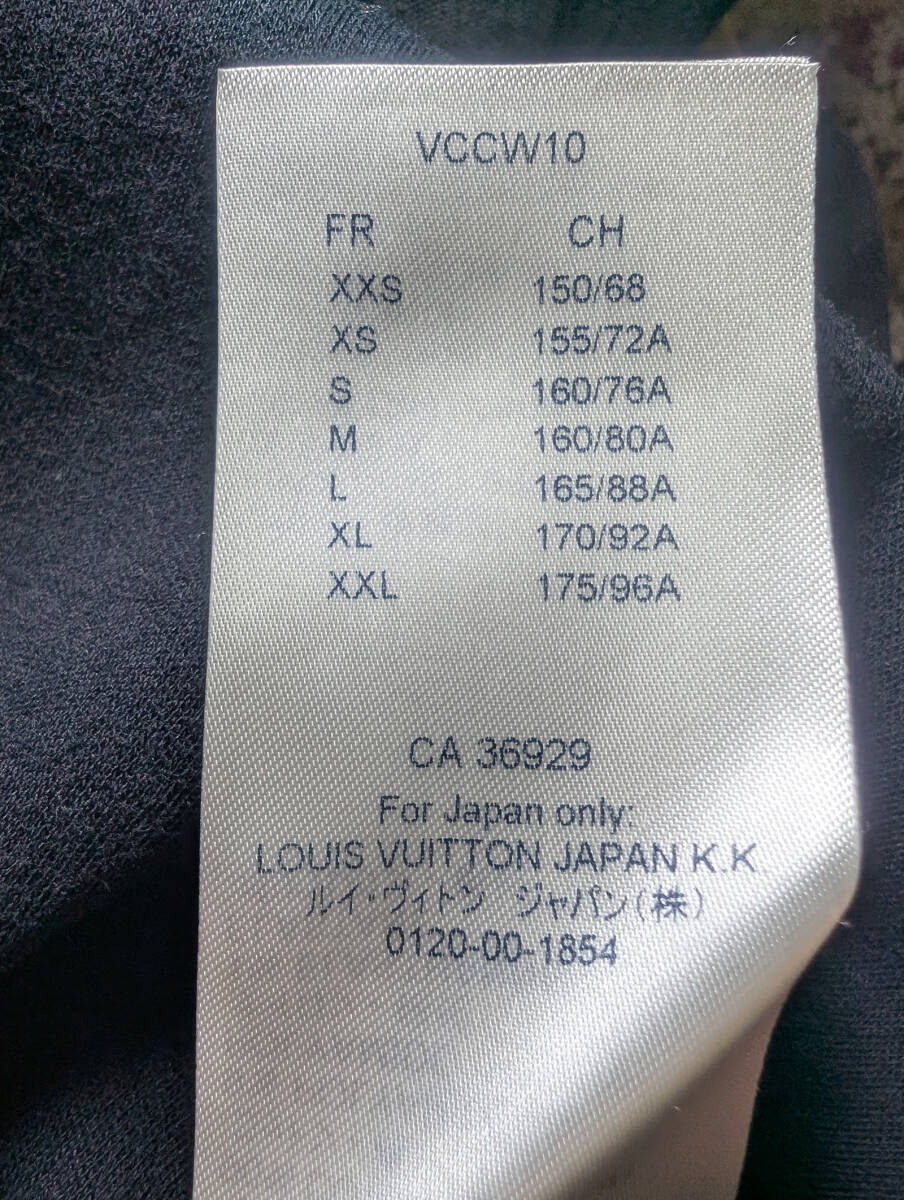 VCCW10
FR CH
XXS 150/68
XS 155/72A
S 160/76A
M 160/80A
L 165/88A
XL 170/92A
XXL 175/96A
CA 36929
For Japan only:
LOUIS VUITTON JAPAN K.K.
ルイ・ヴィトン ジャパン(株)
0120-00-1854